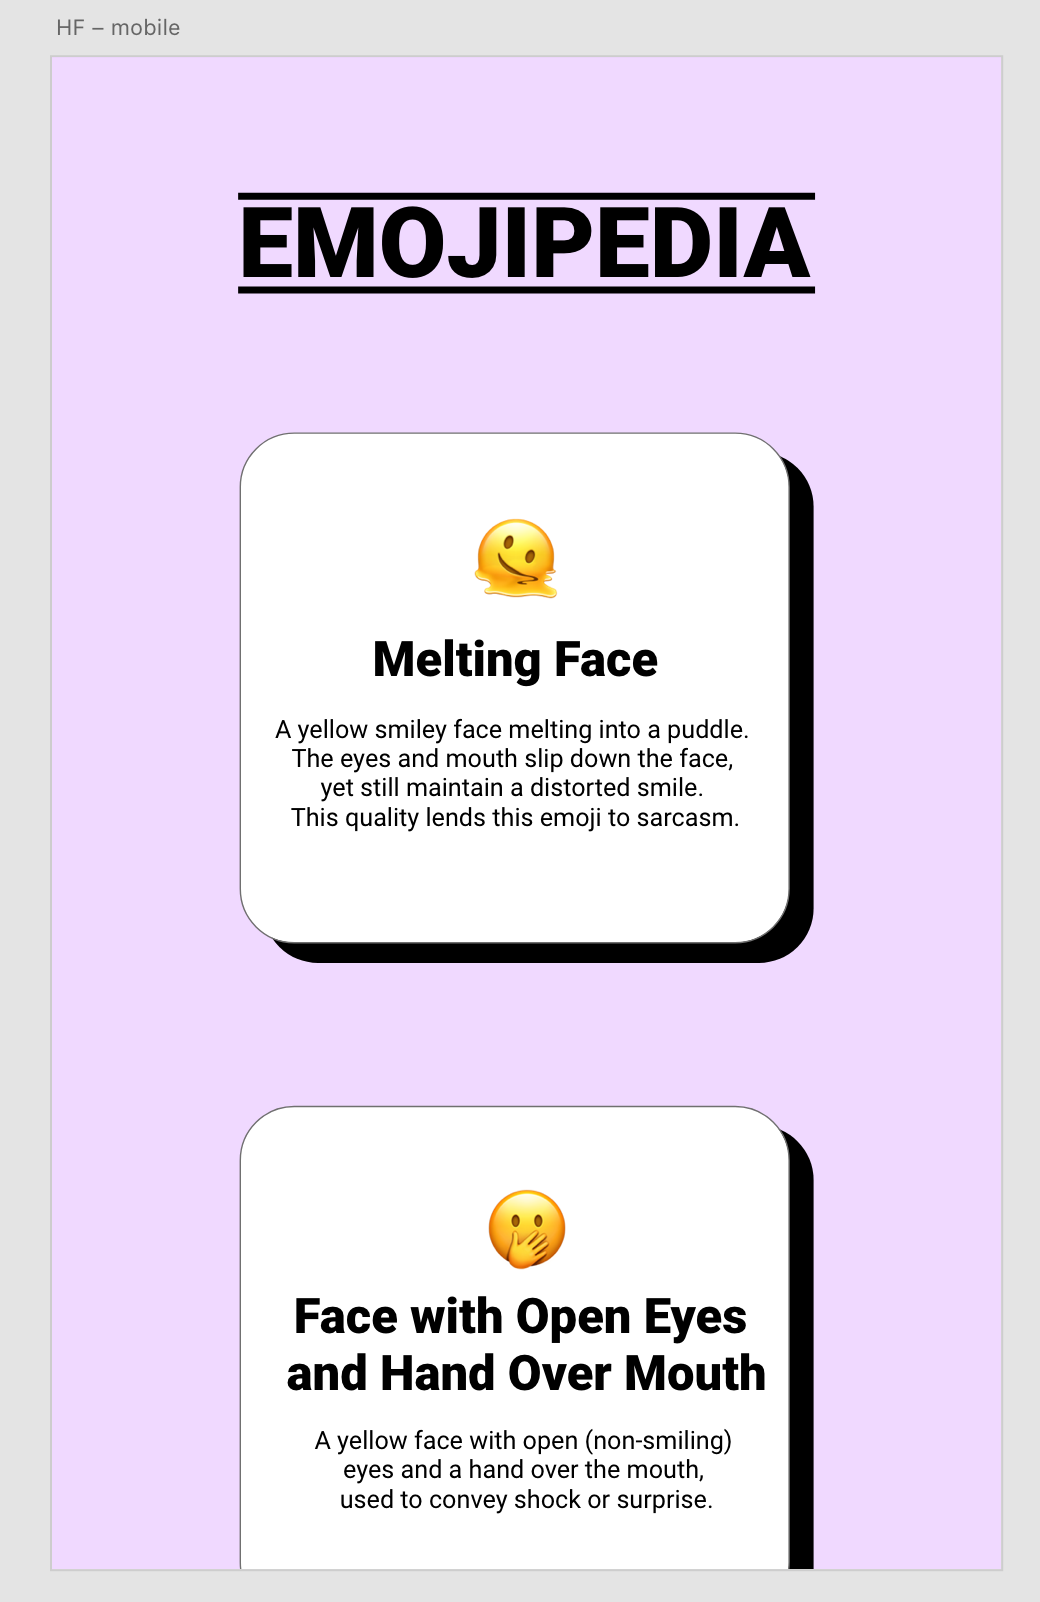 HF – mobile
EMOJIPEDIA
Melting Face
A yellow smiley face melting into a puddle.
The eyes and mouth slip down the face,
yet still maintain a distorted smile.
This quality lends this emoji to sarcasm.
Face with Open Eyes
and Hand Over Mouth
A yellow face with open (non-smiling)
eyes and a hand over the mouth,
used to convey shock or surprise.